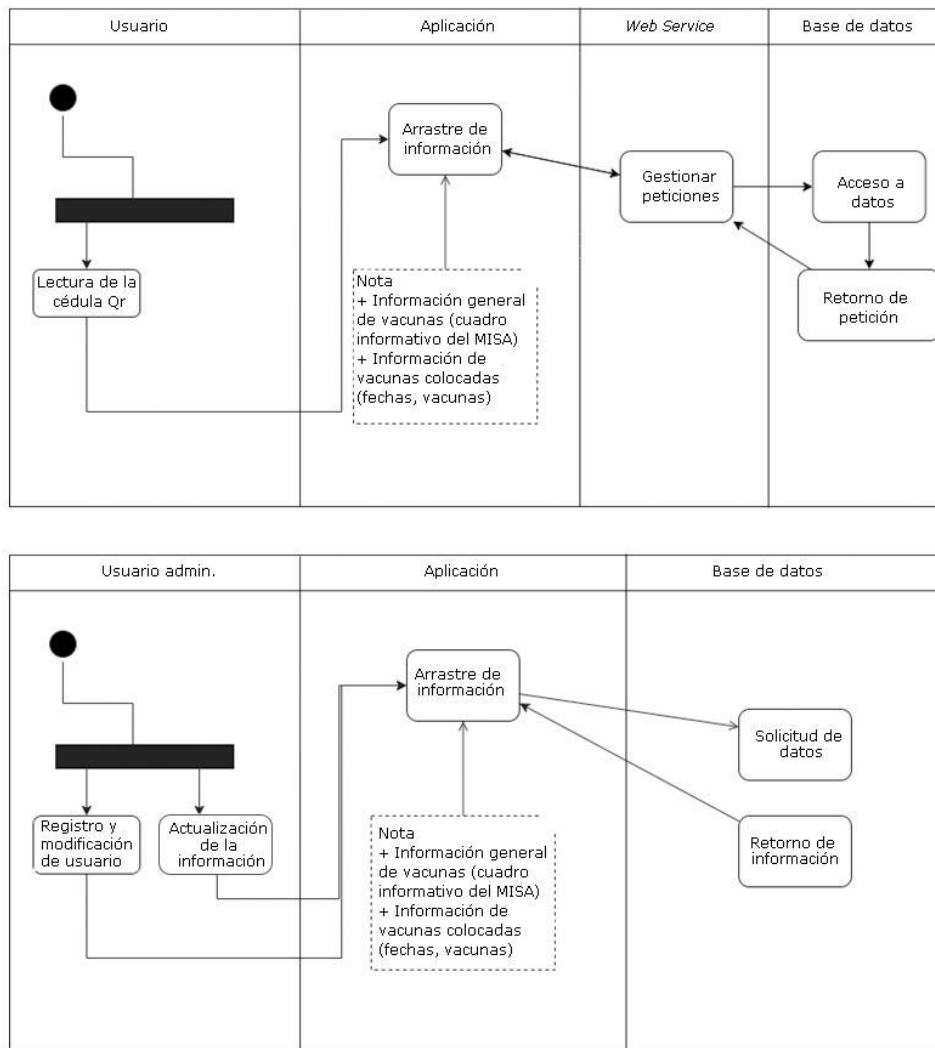 Usuario
Aplicación
Web Service
Base de datos
Arrastre de
información
Gestionar
peticiones
Acceso a
datos
Lectura de la
cédula Qr
Nota
+ Información general
de vacunas (cuadro
informativo del MISA)
+ Información de
vacunas colocadas
(fechas, vacunas)
Retorno de
petición
Usuario admin.
Aplicación
Base de datos
Arrastre de
información
Solicitud de
datos
Registro y
modificación
de usuario
Actualización
de la
información
Nota
+ Información general
de vacunas (cuadro
informativo del MISA)
+ Información de
vacunas colocadas
(fechas, vacunas)
Retorno de
información